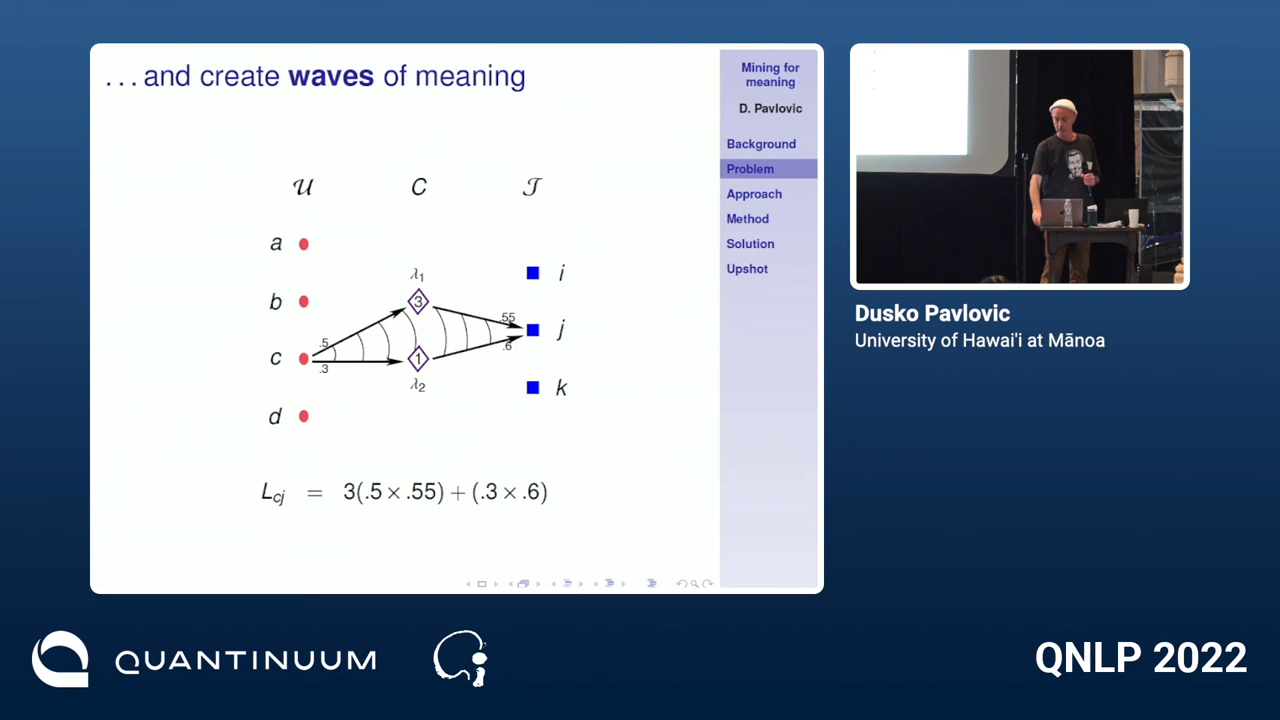 . . . and create waves of meaning
Mining for
meaning
D. Pavlovic
Background
Problem
Approach
Method
Solution
Upshot
𝒰 C 𝒯
a
i
λ₁
b 3
.55
j
.5
c 1
.6
.3
λ₂
k
d
L_cj = 3(.5 × .55) + (.3 × .6)
Dusko Pavlovic
University of Hawai'i at Mānoa
QUANTINUUM
QNLP 2022